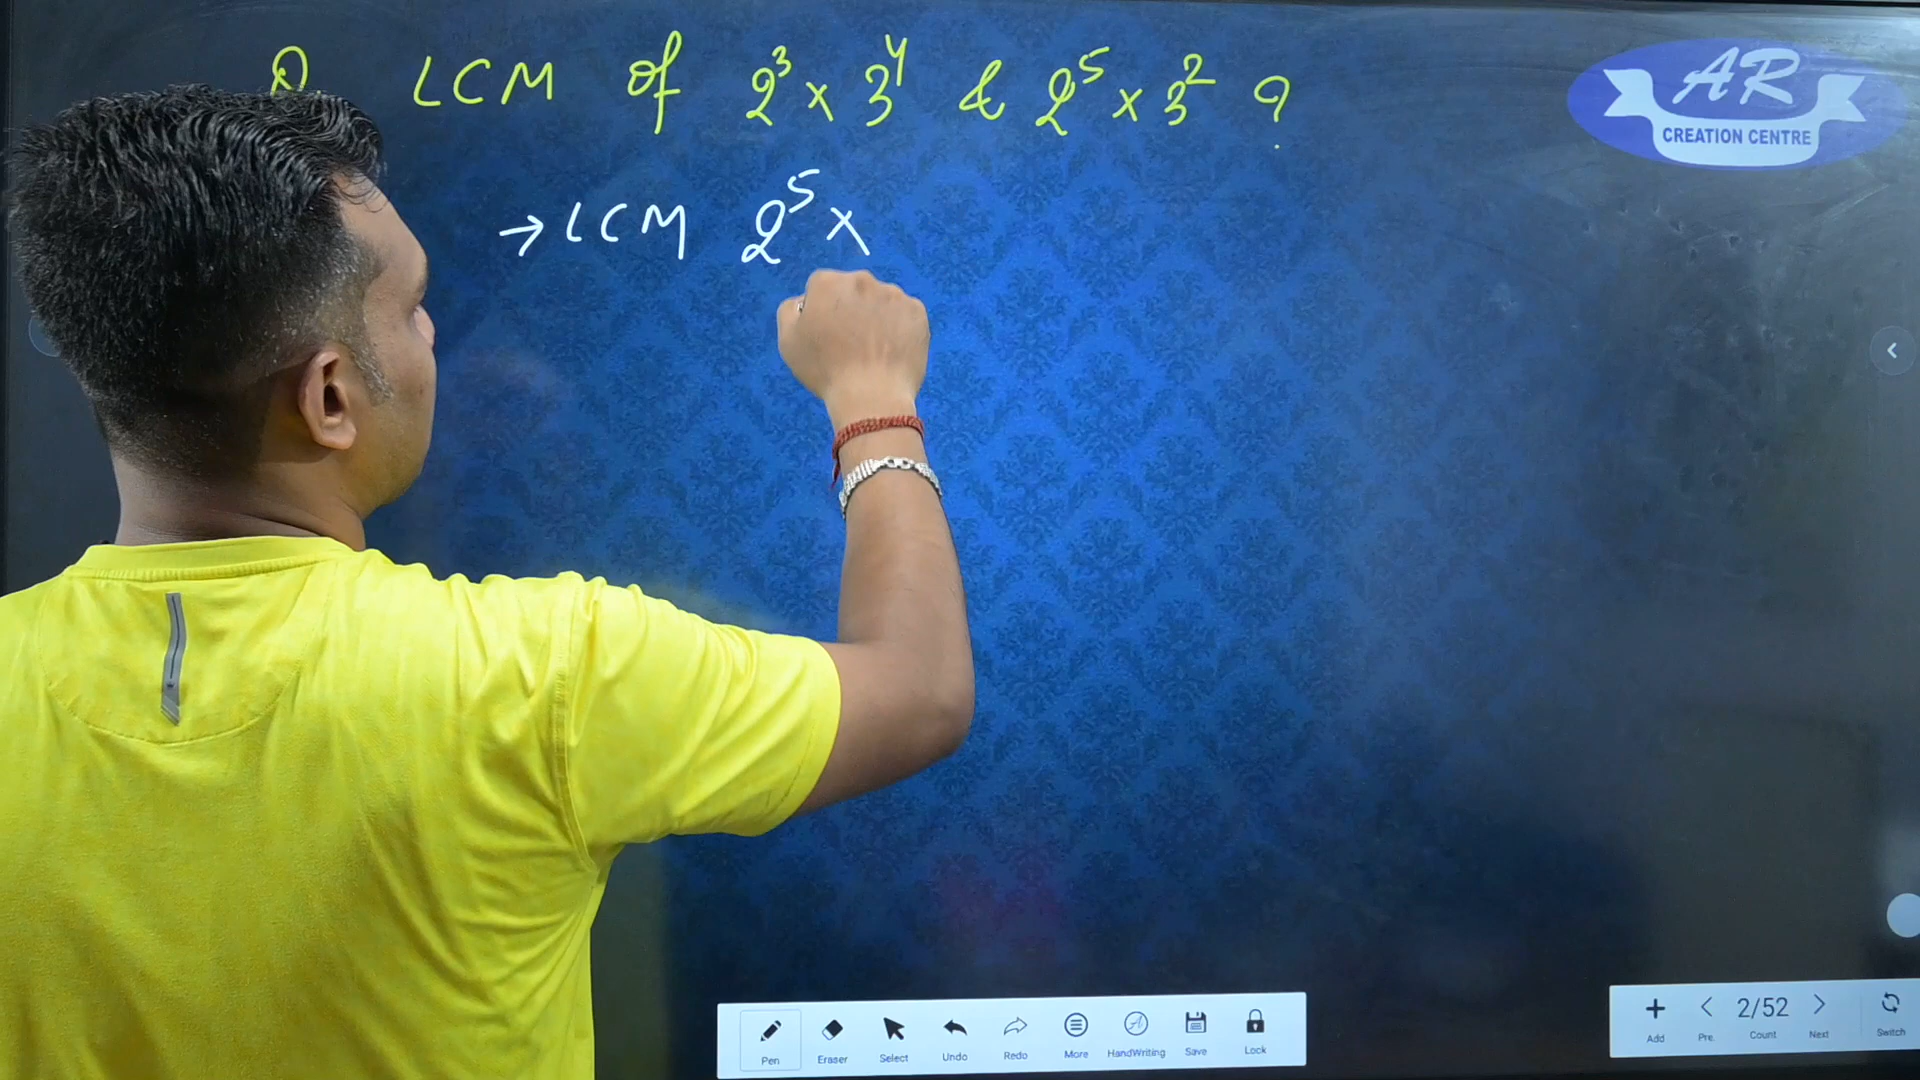 Q. LCM of 2³ × 3⁴ & 2⁵ × 3² ?
AR
CREATION CENTRE
→ LCM 2⁵ ×
Pen Eraser Select Undo Redo More HandWriting Save Lock
Add Pre. 2/52 Count Next Switch